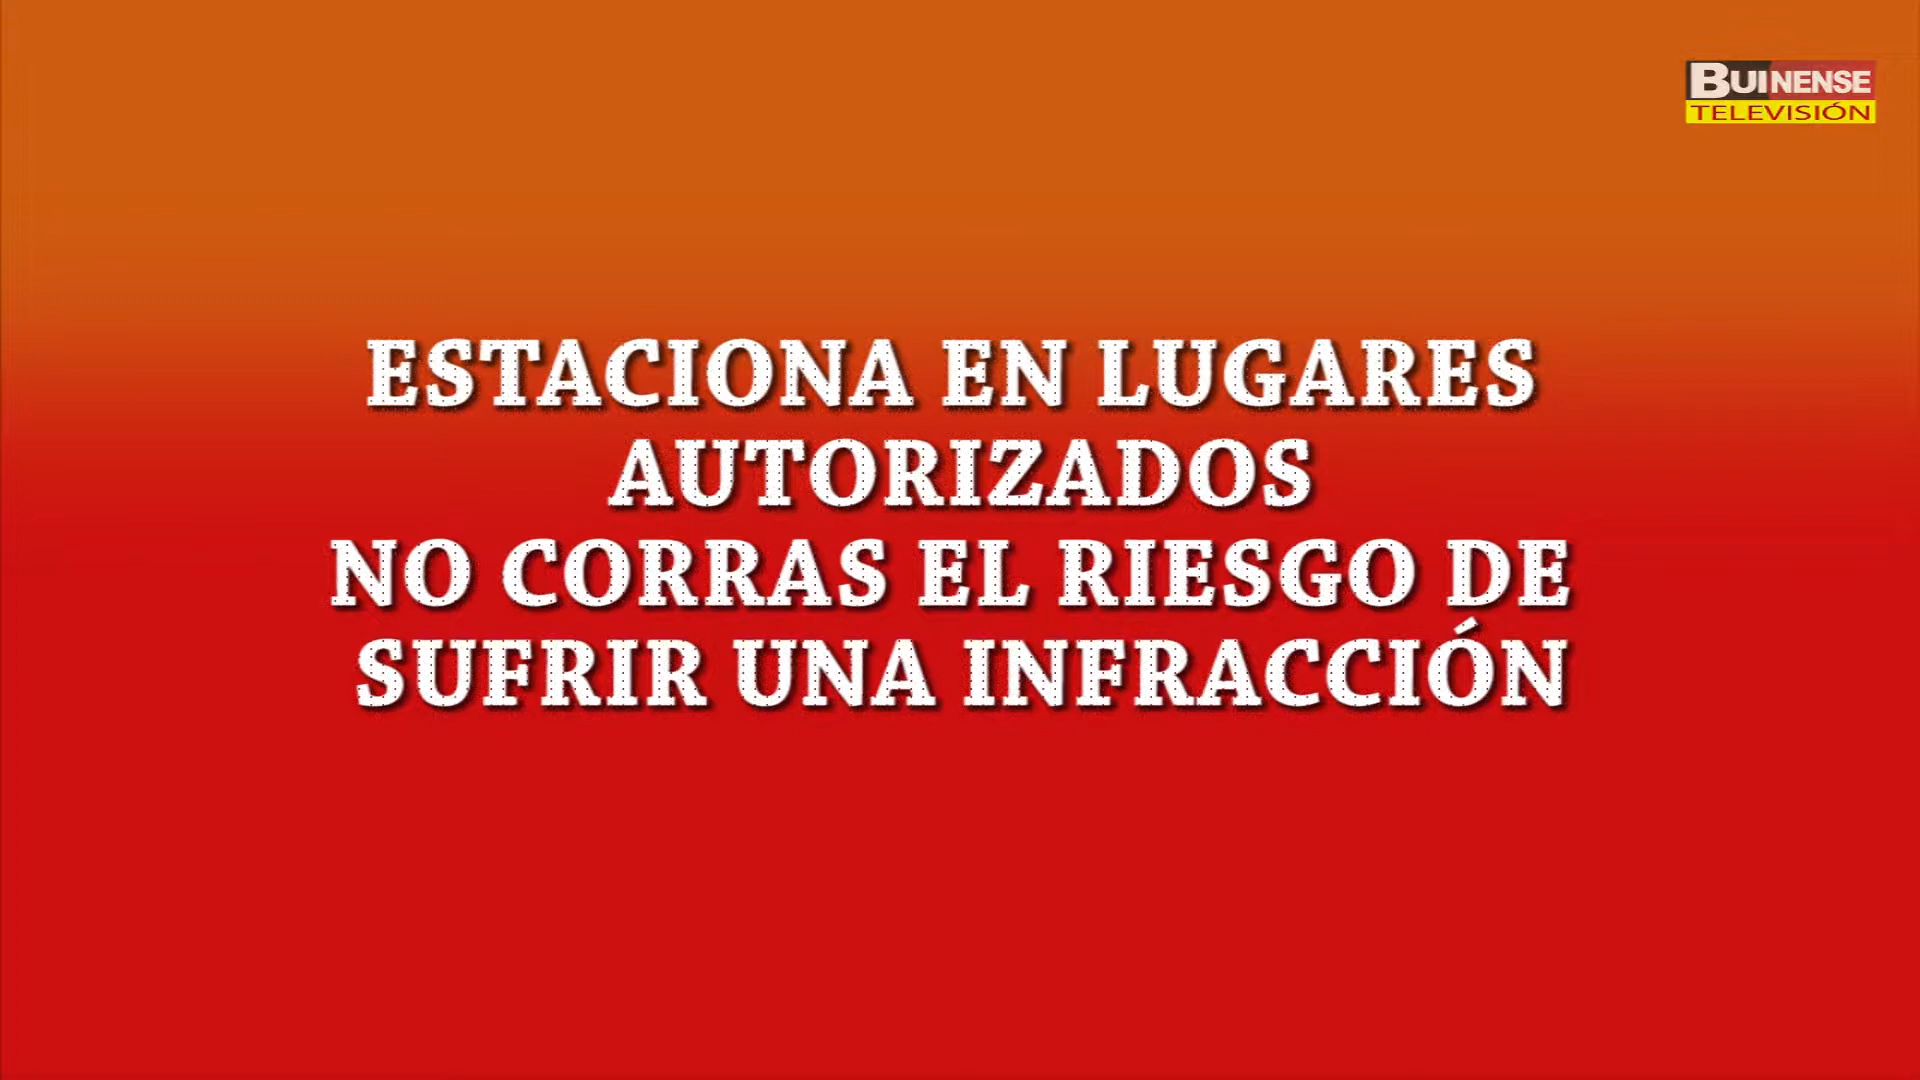 BUINENSE
TELEVISIÓN
ESTACIONA EN LUGARES
AUTORIZADOS
NO CORRAS EL RIESGO DE
SUFRIR UNA INFRACCIÓN